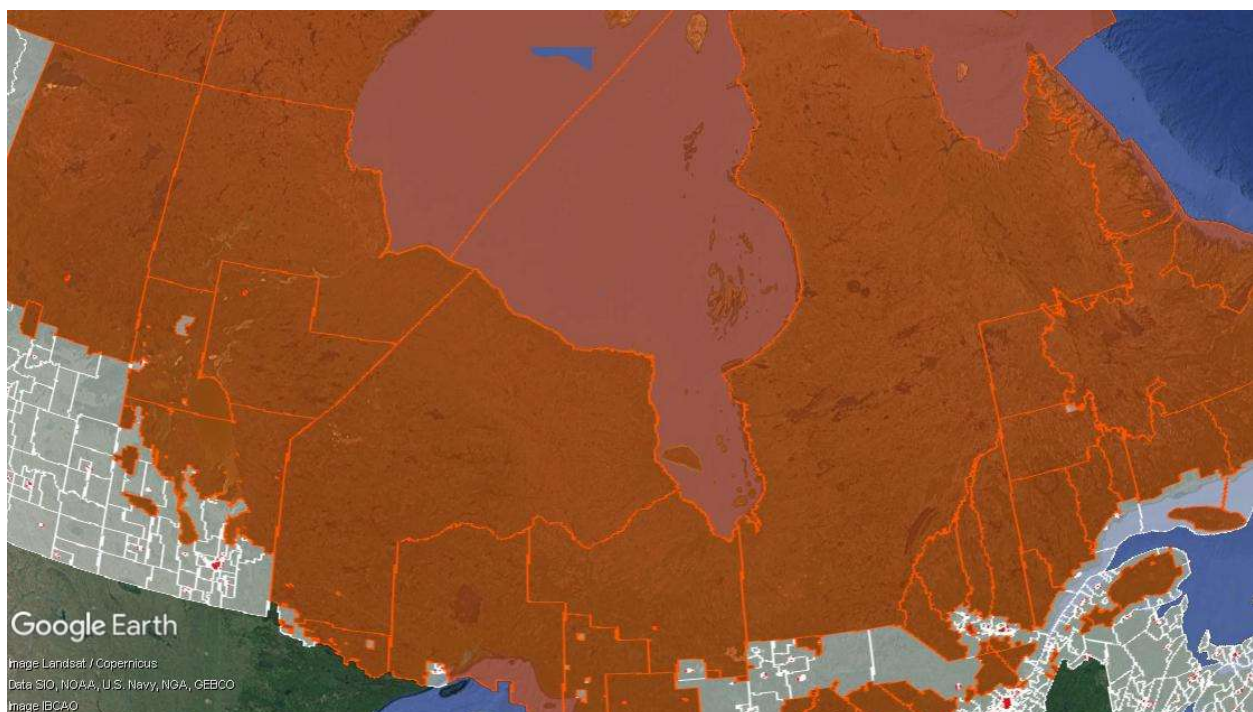 Google Earth
Image Landsat / Copernicus
Data SIO, NOAA, U.S. Navy, NGA, GEBCO
Image IBCAO